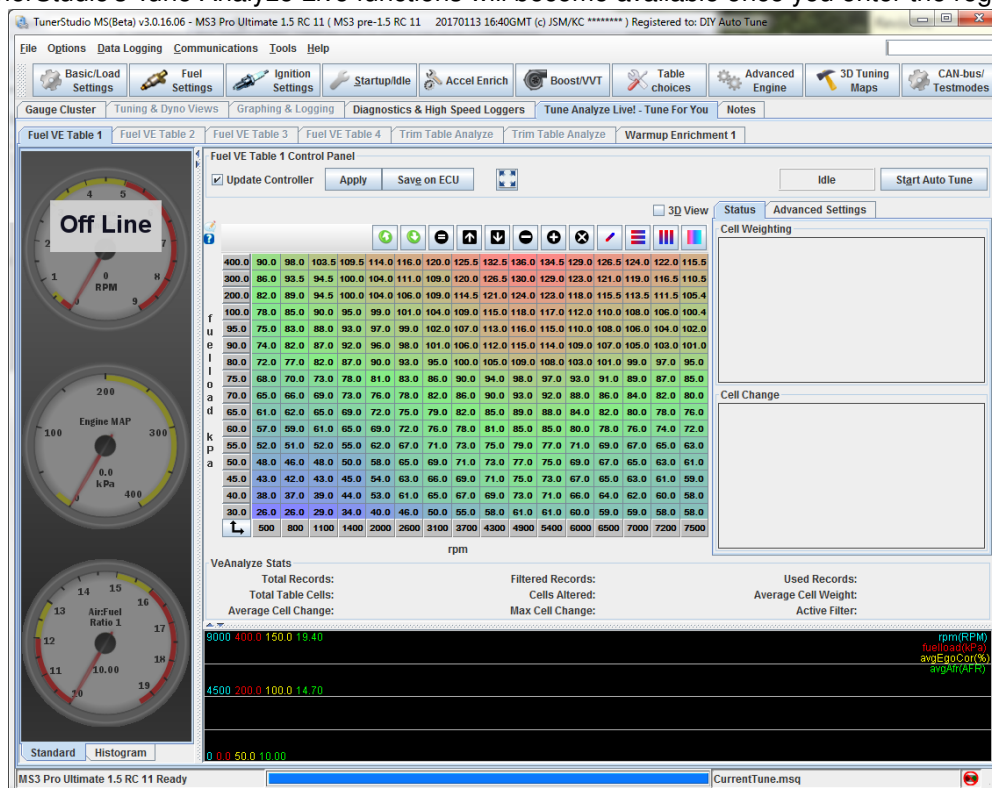 TunerStudio MS(Beta) v3.0.16.06 - MS3 Pro Ultimate 1.5 RC 11 ( MS3 pre-1.5 RC 11 20170113 16:40GMT (c) JSM/KC ******** ) Registered to: DIY Auto Tune
File Options Data Logging Communications Tools Help
Basic/Load Settings Fuel Settings Ignition Settings Startup/Idle Accel Enrich Boost/VVT Table choices Advanced Engine 3D Tuning Maps CAN-bus/ Testmodes
Gauge Cluster Tuning & Dyno Views Graphing & Logging Diagnostics & High Speed Loggers Tune Analyze Live! - Tune For You Notes
Fuel VE Table 1 Fuel VE Table 2 Fuel VE Table 3 Fuel VE Table 4 Trim Table Analyze Trim Table Analyze Warmup Enrichment 1
Fuel VE Table 1 Control Panel
Update Controller Apply Save on ECU Idle Start Auto Tune
3D View Status Advanced Settings
Cell Weighting
400.0 90.0 98.0 103.5 109.5 114.0 116.0 120.0 125.5 132.5 136.0 134.5 129.0 126.5 124.0 122.0 115.5
300.0 86.0 93.5 94.5 100.0 104.0 111.0 109.0 120.0 126.5 130.0 129.0 123.0 121.0 119.0 116.5 110.5
200.0 82.0 89.0 94.5 100.0 104.0 106.0 109.0 114.5 121.0 124.0 123.0 118.0 115.5 113.5 111.5 105.4
100.0 78.0 85.0 90.0 95.0 99.0 101.0 104.0 109.0 115.0 118.0 117.0 112.0 110.0 108.0 106.0 100.4
95.0 75.0 83.0 88.0 93.0 97.0 99.0 102.0 107.0 113.0 116.0 115.0 110.0 108.0 106.0 104.0 102.0
90.0 74.0 82.0 87.0 92.0 96.0 98.0 101.0 106.0 112.0 115.0 114.0 109.0 107.0 105.0 103.0 101.0
80.0 72.0 77.0 82.0 87.0 90.0 93.0 95.0 100.0 105.0 109.0 108.0 103.0 101.0 99.0 97.0 95.0
75.0 68.0 70.0 73.0 78.0 81.0 83.0 86.0 90.0 94.0 98.0 97.0 93.0 91.0 89.0 87.0 85.0
70.0 65.0 66.0 69.0 73.0 76.0 78.0 82.0 86.0 90.0 93.0 92.0 88.0 86.0 84.0 82.0 80.0
65.0 61.0 62.0 65.0 69.0 72.0 75.0 79.0 82.0 85.0 89.0 88.0 84.0 82.0 80.0 78.0 76.0
60.0 57.0 59.0 61.0 65.0 69.0 72.0 76.0 78.0 81.0 85.0 85.0 80.0 78.0 76.0 74.0 72.0
55.0 52.0 51.0 52.0 55.0 62.0 67.0 71.0 73.0 75.0 79.0 77.0 71.0 69.0 67.0 65.0 63.0
50.0 48.0 46.0 48.0 50.0 58.0 65.0 69.0 71.0 73.0 77.0 75.0 69.0 67.0 65.0 63.0 61.0
45.0 43.0 42.0 43.0 45.0 54.0 63.0 66.0 69.0 71.0 75.0 73.0 67.0 65.0 63.0 61.0 59.0
40.0 38.0 37.0 39.0 44.0 53.0 61.0 65.0 67.0 69.0 73.0 71.0 66.0 64.0 62.0 60.0 58.0
30.0 26.0 26.0 29.0 34.0 40.0 46.0 50.0 55.0 58.0 61.0 61.0 60.0 59.0 59.0 58.0 58.0
500 800 1100 1400 2000 2600 3100 3700 4300 4900 5400 6000 6500 7000 7200 7500
fuelload kPa
rpm
Cell Change
Off Line
4 5
2 7
1 0 8
RPM
9
200
Engine MAP
100 300
0.0
kPa
0 400
14 15
13 Air:Fuel 16
Ratio 1
17
12
18
11 10.00
10 19
Standard Histogram
VeAnalyze Stats
Total Records: Filtered Records: Used Records:
Total Table Cells: Cells Altered: Average Cell Weight:
Average Cell Change: Max Cell Change: Active Filter:
9000 400.0 150.0 19.40 rpm(RPM)
fuelload(kPa)
avgEgoCor(%)
avgAfr(AFR)
4500 200.0 100.0 14.70
0 0.0 50.0 10.00
MS3 Pro Ultimate 1.5 RC 11 Ready CurrentTune.msq